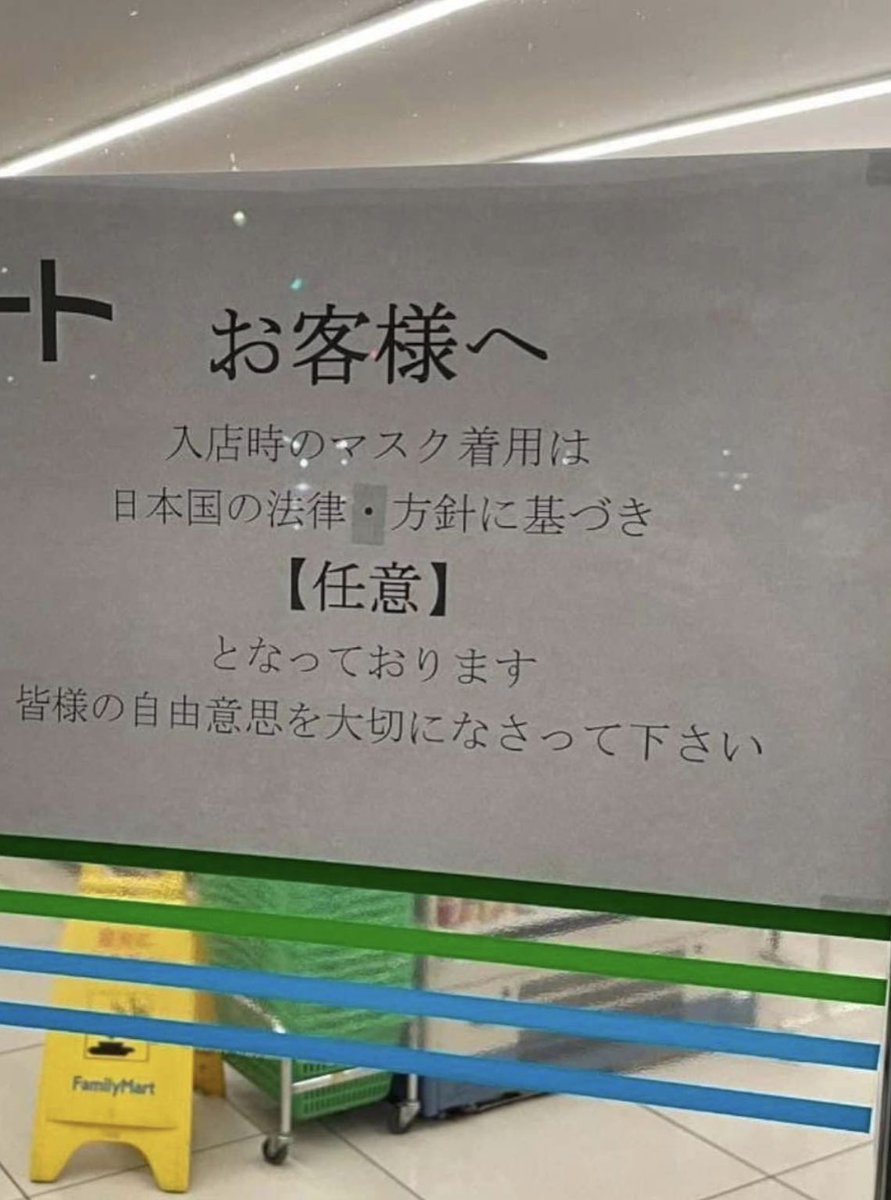 ート
お客様へ
入店時のマスク着用は
日本国の法律・方針に基づき
【任意】
となっております
皆様の自由意思を大切になさって下さい
FamilyMart